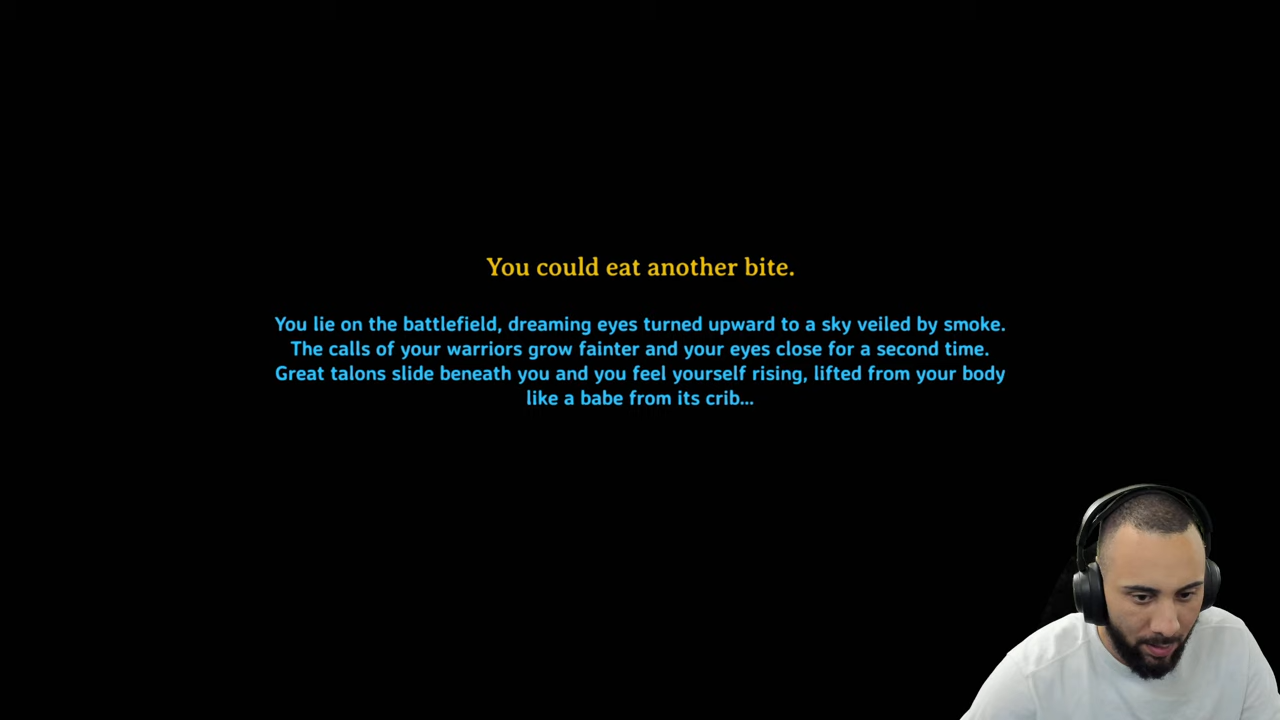 You could eat another bite.
You lie on the battlefield, dreaming eyes turned upward to a sky veiled by smoke.
The calls of your warriors grow fainter and your eyes close for a second time.
Great talons slide beneath you and you feel yourself rising, lifted from your body
like a babe from its crib...